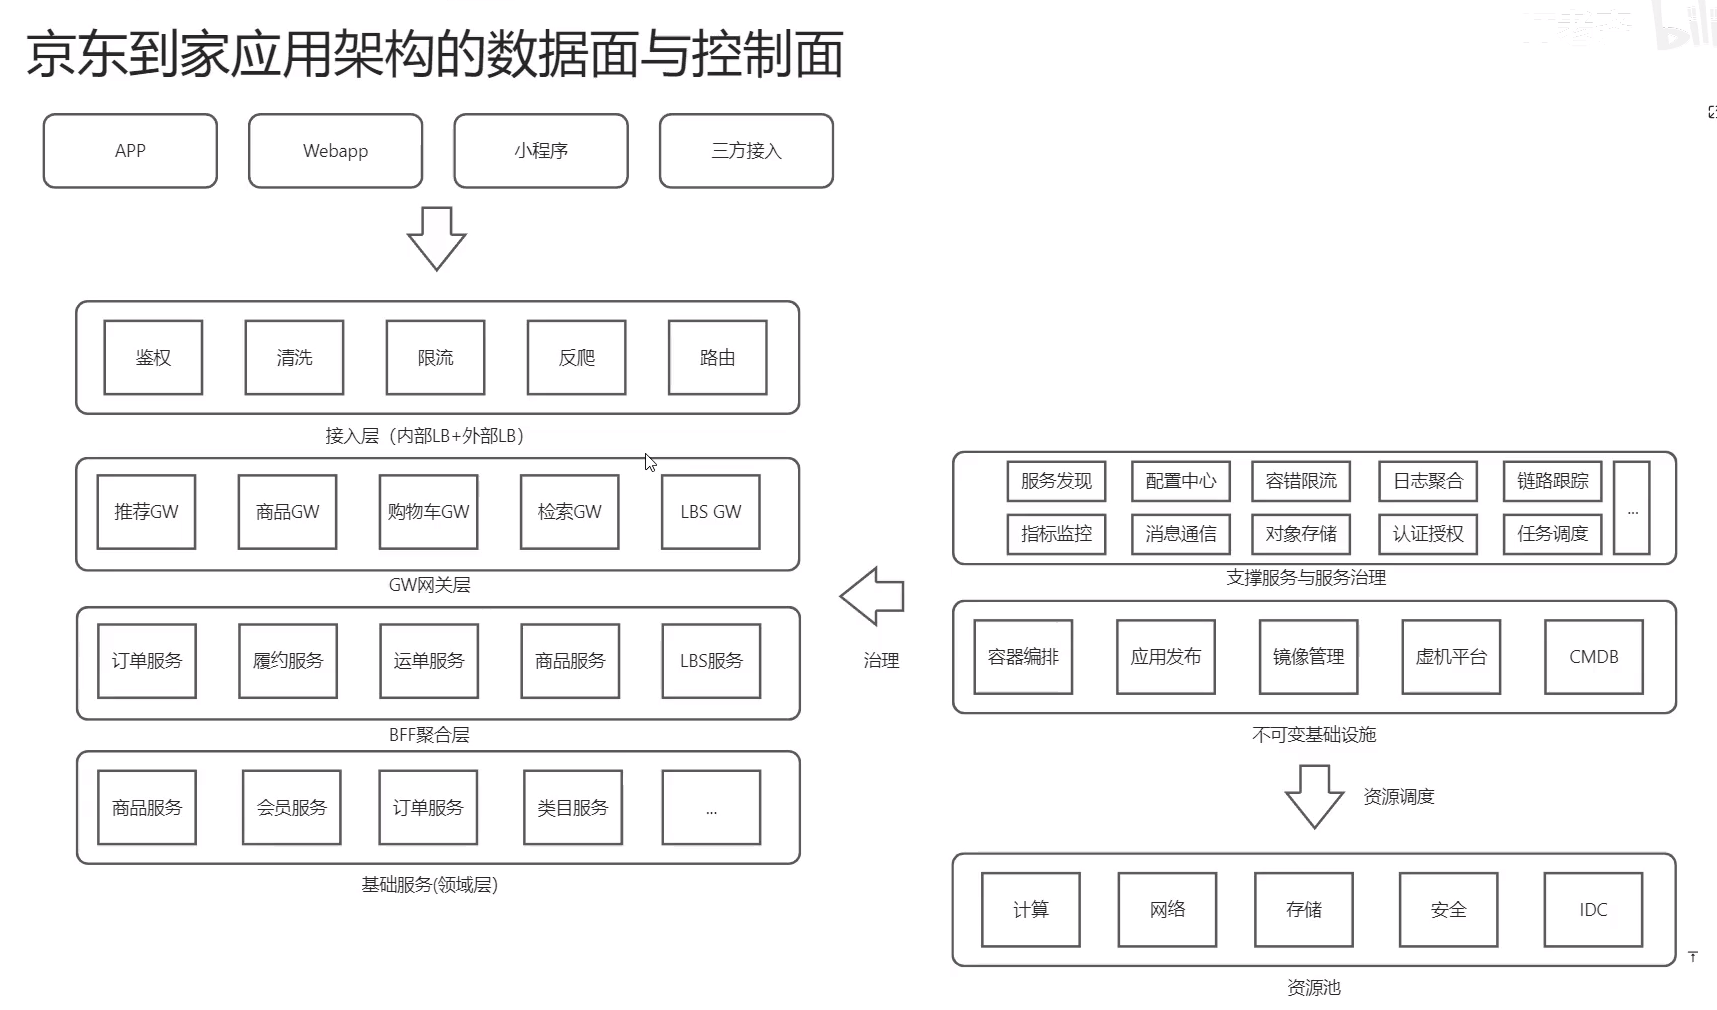 京东到家应用架构的数据面与控制面
APP
Webapp
小程序
三方接入
鉴权
清洗
限流
反爬
路由
接入层（内部LB+外部LB）
推荐GW
商品GW
购物车GW
检索GW
LBS GW
GW网关层
订单服务
履约服务
运单服务
商品服务
LBS服务
BFF聚合层
商品服务
会员服务
订单服务
类目服务
...
基础服务(领域层)
治理
服务发现
配置中心
容错限流
日志聚合
链路跟踪
...
指标监控
消息通信
对象存储
认证授权
任务调度
支撑服务与服务治理
容器编排
应用发布
镜像管理
虚机平台
CMDB
不可变基础设施
资源调度
计算
网络
存储
安全
IDC
资源池